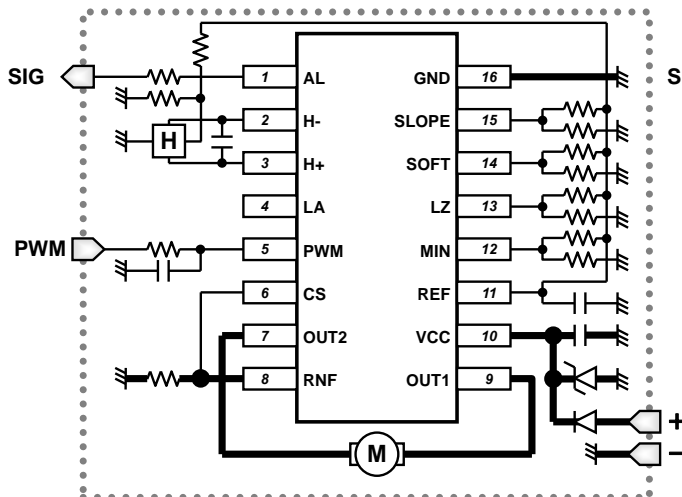 SIG
1 AL
GND 16
S
2 H-
SLOPE 15
H
3 H+
SOFT 14
4 LA
LZ 13
PWM
5 PWM
MIN 12
6 CS
REF 11
7 OUT2
VCC 10
8 RNF
OUT1 9
+
M
−